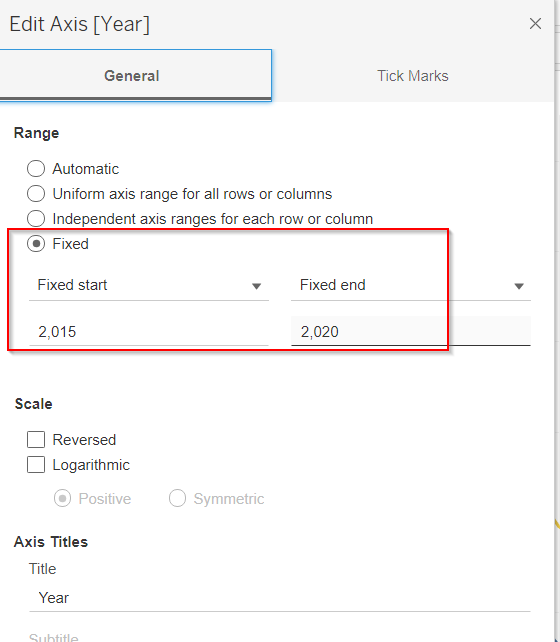 Edit Axis [Year]
General
Tick Marks
Range
Automatic
Uniform axis range for all rows or columns
Independent axis ranges for each row or column
Fixed
Fixed start
Fixed end
2,015
2,020
Scale
Reversed
Logarithmic
Positive
Symmetric
Axis Titles
Title
Year
Subtitle